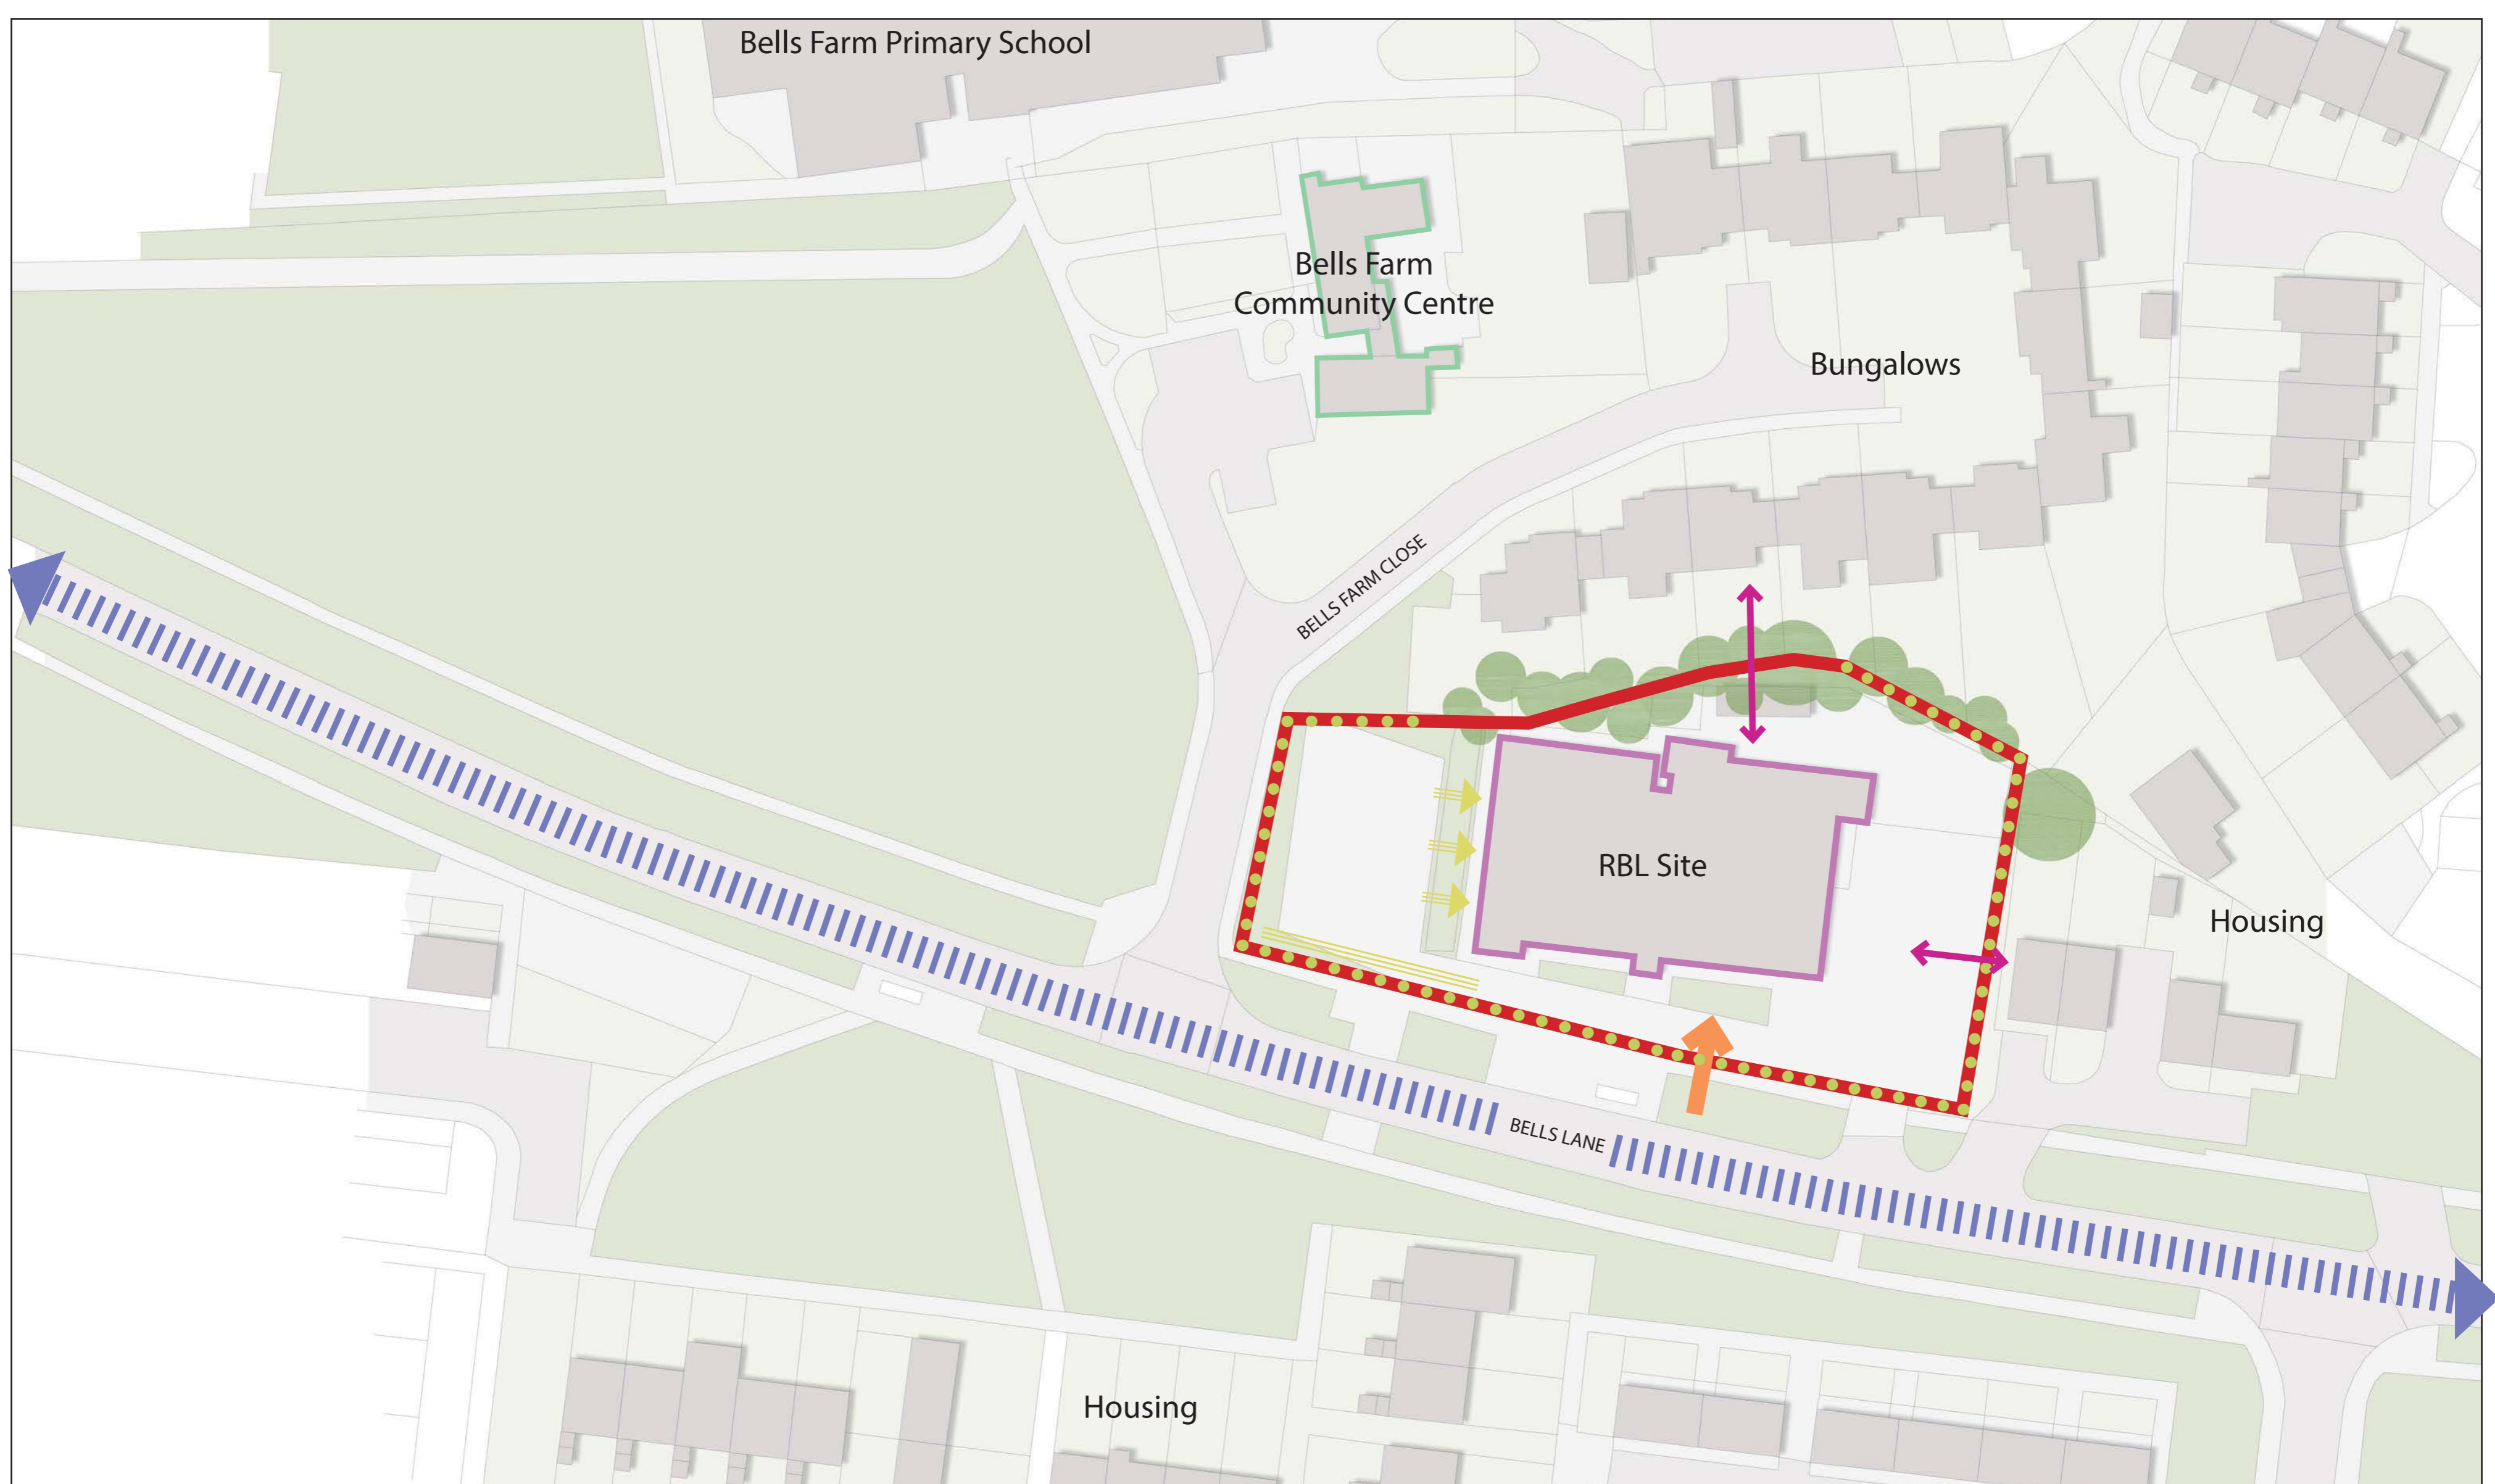 Bells Farm Primary School
Bells Farm
Community Centre
Bungalows
BELLS FARM CLOSE
RBL Site
Housing
BELLS LANE
Housing